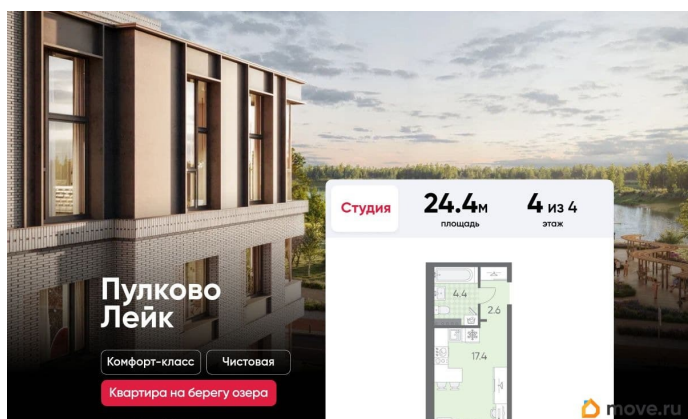 Студия
24.4м
площадь
4 из 4
этаж
Пулково
Лейк
Комфорт-класс
Чистовая
Квартира на берегу озера
4.4
2.6
17.4
move.ru